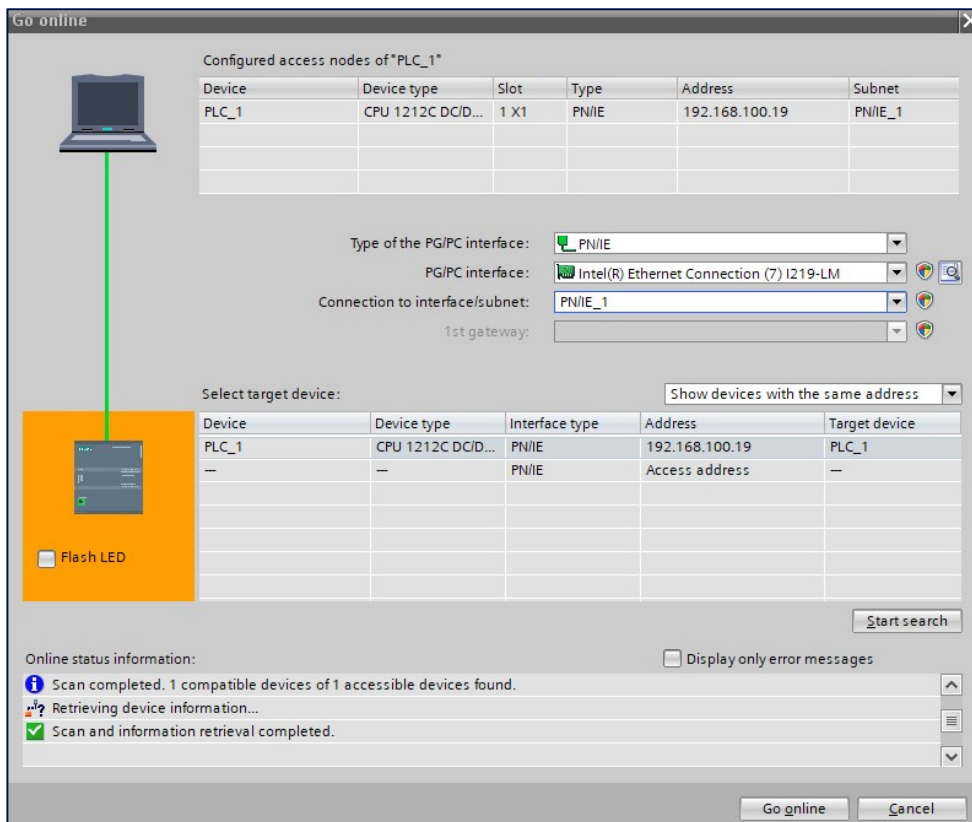 Go online
Configured access nodes of "PLC_1"
Device Device type Slot Type Address Subnet
PLC_1 CPU 1212C DC/D... 1 X1 PN/IE 192.168.100.19 PN/IE_1
Type of the PG/PC interface: PN/IE
PG/PC interface: Intel(R) Ethernet Connection (7) I219-LM
Connection to interface/subnet: PN/IE_1
1st gateway:
Select target device: Show devices with the same address
Device Device type Interface type Address Target device
PLC_1 CPU 1212C DC/D... PN/IE 192.168.100.19 PLC_1
— — PN/IE Access address —
Flash LED
Start search
Online status information: Display only error messages
Scan completed. 1 compatible devices of 1 accessible devices found.
Retrieving device information...
Scan and information retrieval completed.
Go online Cancel